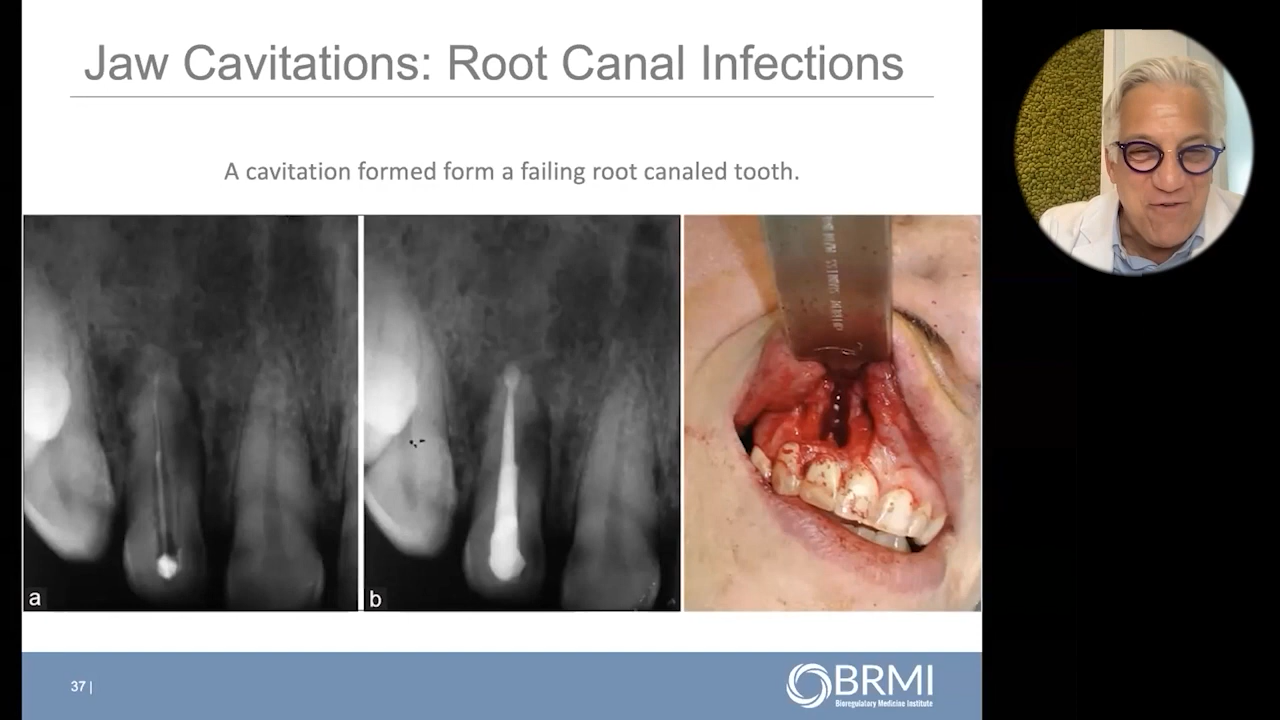 Jaw Cavitations: Root Canal Infections
A cavitation formed form a failing root canaled tooth.
a
b
37 |
BRMI
Bioregulatory Medicine Institute